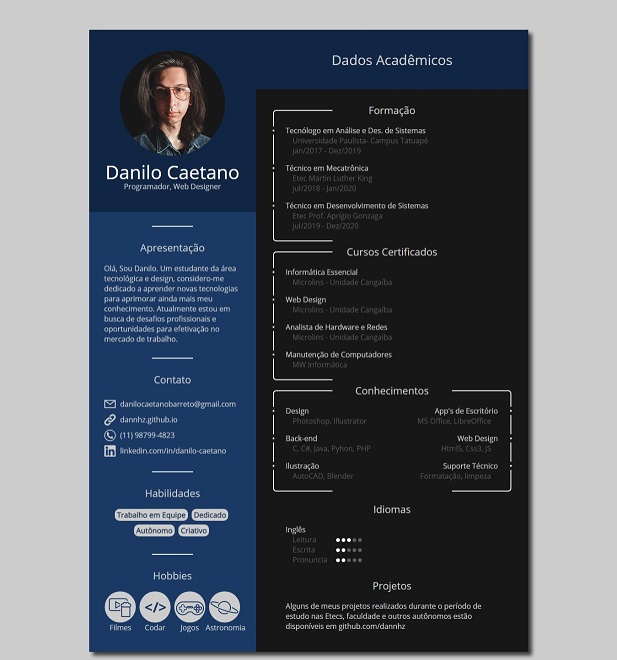 Danilo Caetano
Programador, Web Designer
Apresentação
Olá, Sou Danilo. Um estudante da área
tecnológica e design, considero-me
dedicado a aprender novas tecnologias
para aprimorar ainda mais meu
conhecimento. Atualmente estou em
busca de desafios profissionais e
oportunidades para efetivação no
mercado de trabalho.
Contato
danilocaetanobarreto@gmail.com
dannhz.github.io
(11) 98799-4823
linkedin.com/in/danilo-caetano
Habilidades
Trabalho em Equipe Dedicado
Autônomo Criativo
Hobbies
Filmes Codar Jogos Astronomia
Dados Acadêmicos
Formação
Tecnólogo em Análise e Des. de Sistemas
Universidade Paulista- Campus Tatuapé
jan/2017 - Dez/2019
Técnico em Mecatrônica
Etec Martin Luther King
jul/2018 - Jan/2020
Técnico em Desenvolvimento de Sistemas
Etec Prof. Aprígio Gonzaga
jul/2019 - Dez/2020
Cursos Certificados
Informática Essencial
Microlins - Unidade Cangaíba
Web Design
Microlins - Unidade Cangaíba
Analista de Hardware e Redes
Microlins - Unidade Cangaíba
Manutenção de Computadores
MW Informática
Conhecimentos
Design App's de Escritório
Photoshop, Illustrator MS Office, LibreOffice
Back-end Web Design
C, C#, Java, Pyhon, PHP Html5, Css3, JS
Ilustração Suporte Técnico
AutoCAD, Blender Formatação, limpeza
Idiomas
Inglês
Leitura
Escrita
Pronuncia
Projetos
Alguns de meus projetos realizados durante o período de
estudo nas Etecs, faculdade e outros autônomos estão
disponíveis em github.com/dannhz